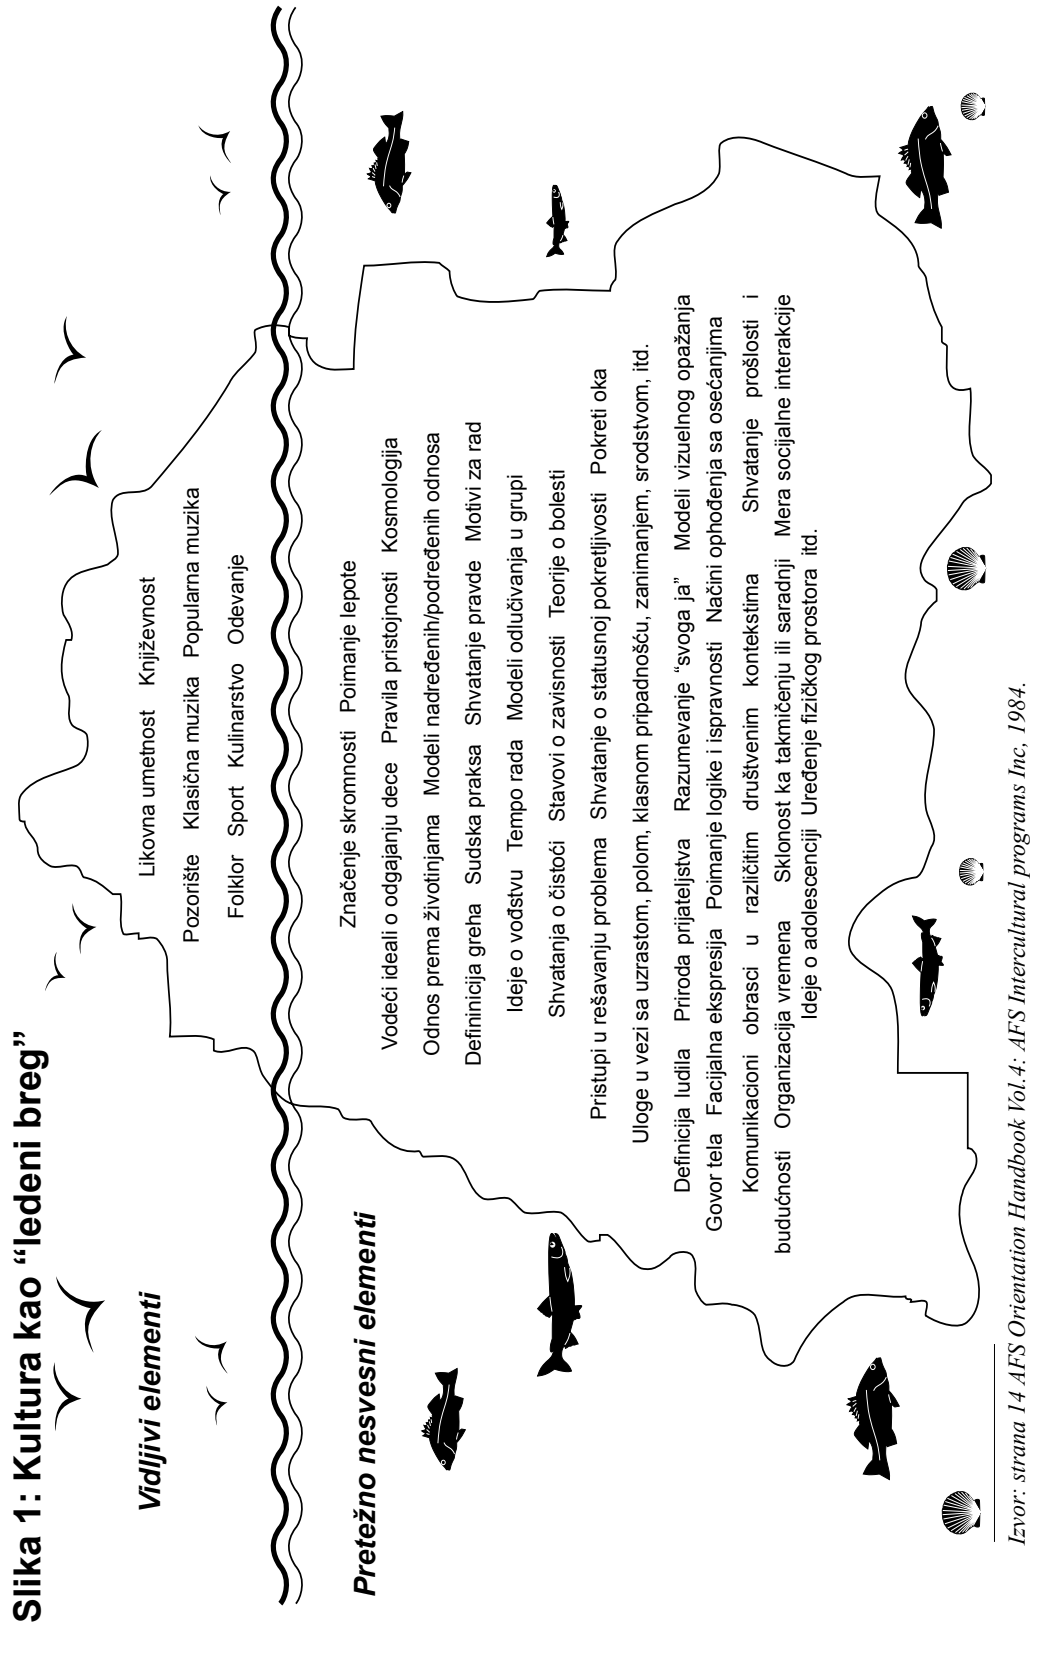 Slika 1: Kultura kao “ledeni breg”
Vidljivi elementi
Likovna umetnost Književnost
Pozorište Klasična muzika Popularna muzika
Folklor Sport Kulinarstvo Odevanje
Pretežno nesvesni elementi
Značenje skromnosti Poimanje lepote
Vodeći ideali o odgajanju dece Pravila pristojnosti Kosmologija
Odnos prema životinjama Modeli nadređenih/podređenih odnosa
Defininicija greha Sudska praksa Shvatanje pravde Motivi za rad
Ideje o vođstvu Tempo rada Modeli odlučivanja u grupi
Shvatanja o čistoći Stavovi o zavisnosti Teorije o bolesti
Pristupi u rešavanju problema Shvatanje o statusnoj pokretljivosti Pokreti oka
Uloge u vezi sa uzrastom, polom, klasnom pripadnošću, zanimanjem, srodstvom, itd.
Definicija ludila Priroda prijateljstva Razumevanje “svoga ja” Modeli vizuelnog opažanja
Govor tela Facijalna ekspresija Poimanje logike i ispravnosti Načini ophođenja sa osećanjima
Komunikacioni obrasci u različitim društvenim kontekstima Shvatanje prošlosti i
budućnosti Organizacija vremena Sklonost ka takmičenju ili saradnji Mera socijalne interakcije
Ideje o adolescenciji Uređenje fizičkog prostora itd.
Izvor: strana 14 AFS Orientation Handbook Vol.4: AFS Intercultural programs Inc, 1984.